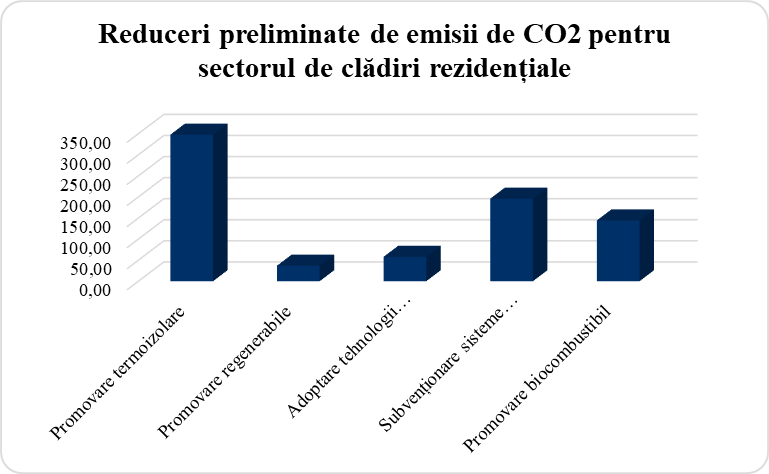 Reduceri preliminate de emisii de CO2 pentru
sectorul de clădiri rezidențiale
350,00
300,00
250,00
200,00
150,00
100,00
50,00
0,00
Promovare termoizolare
Promovare regenerabile
Adoptare tehnologii…
Subvenționare sisteme…
Promovare biocombustibil